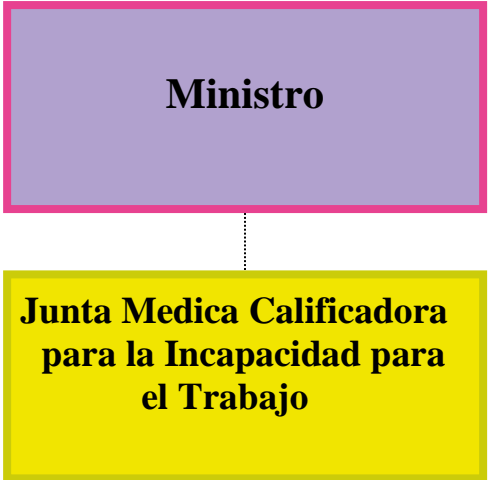 Ministro
Junta Medica Calificadora
para la Incapacidad para
el Trabajo